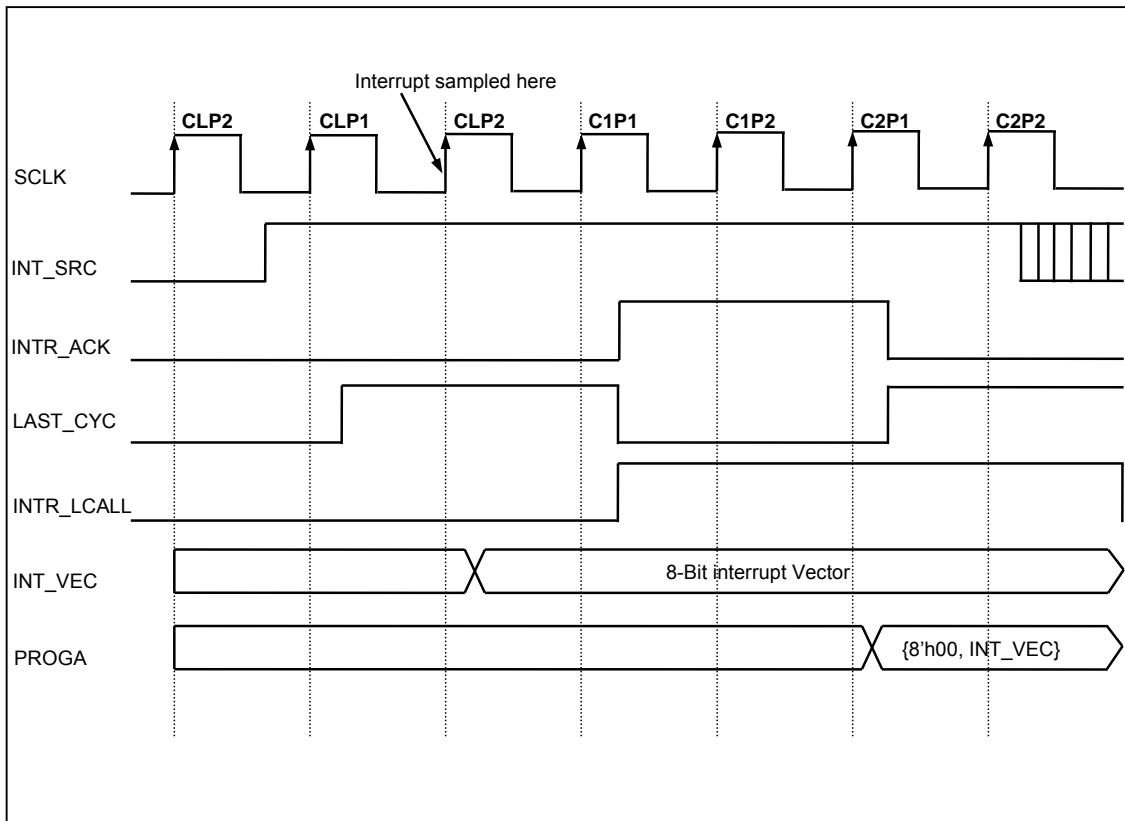 Interrupt sampled here
CLP2 CLP1 CLP2 C1P1 C1P2 C2P1 C2P2
SCLK
INT_SRC
INTR_ACK
LAST_CYC
INTR_LCALL
INT_VEC 8-Bit interrupt Vector
PROGA {8’h00, INT_VEC}